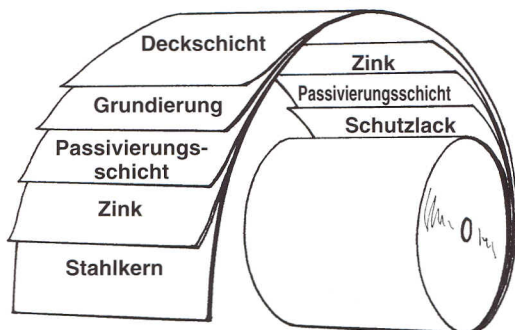 Deckschicht
Grundierung
Passivierungs-
schicht
Zink
Stahlkern
Zink
Passivierungsschicht
Schutzlack